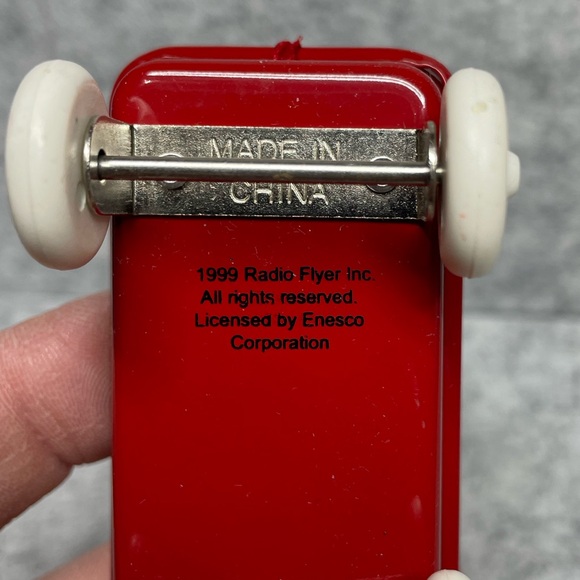 MADE IN
CHINA
1999 Radio Flyer Inc.
All rights reserved.
Licensed by Enesco
Corporation